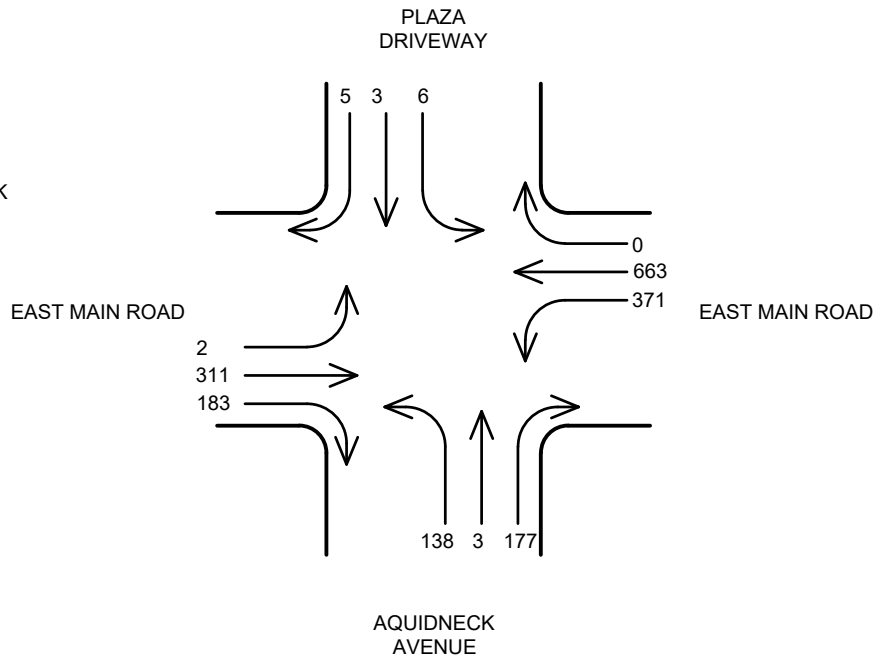 PLAZA
DRIVEWAY
5 3 6
K
0
663
371
EAST MAIN ROAD
EAST MAIN ROAD
2
311
183
138 3 177
AQUIDNECK
AVENUE